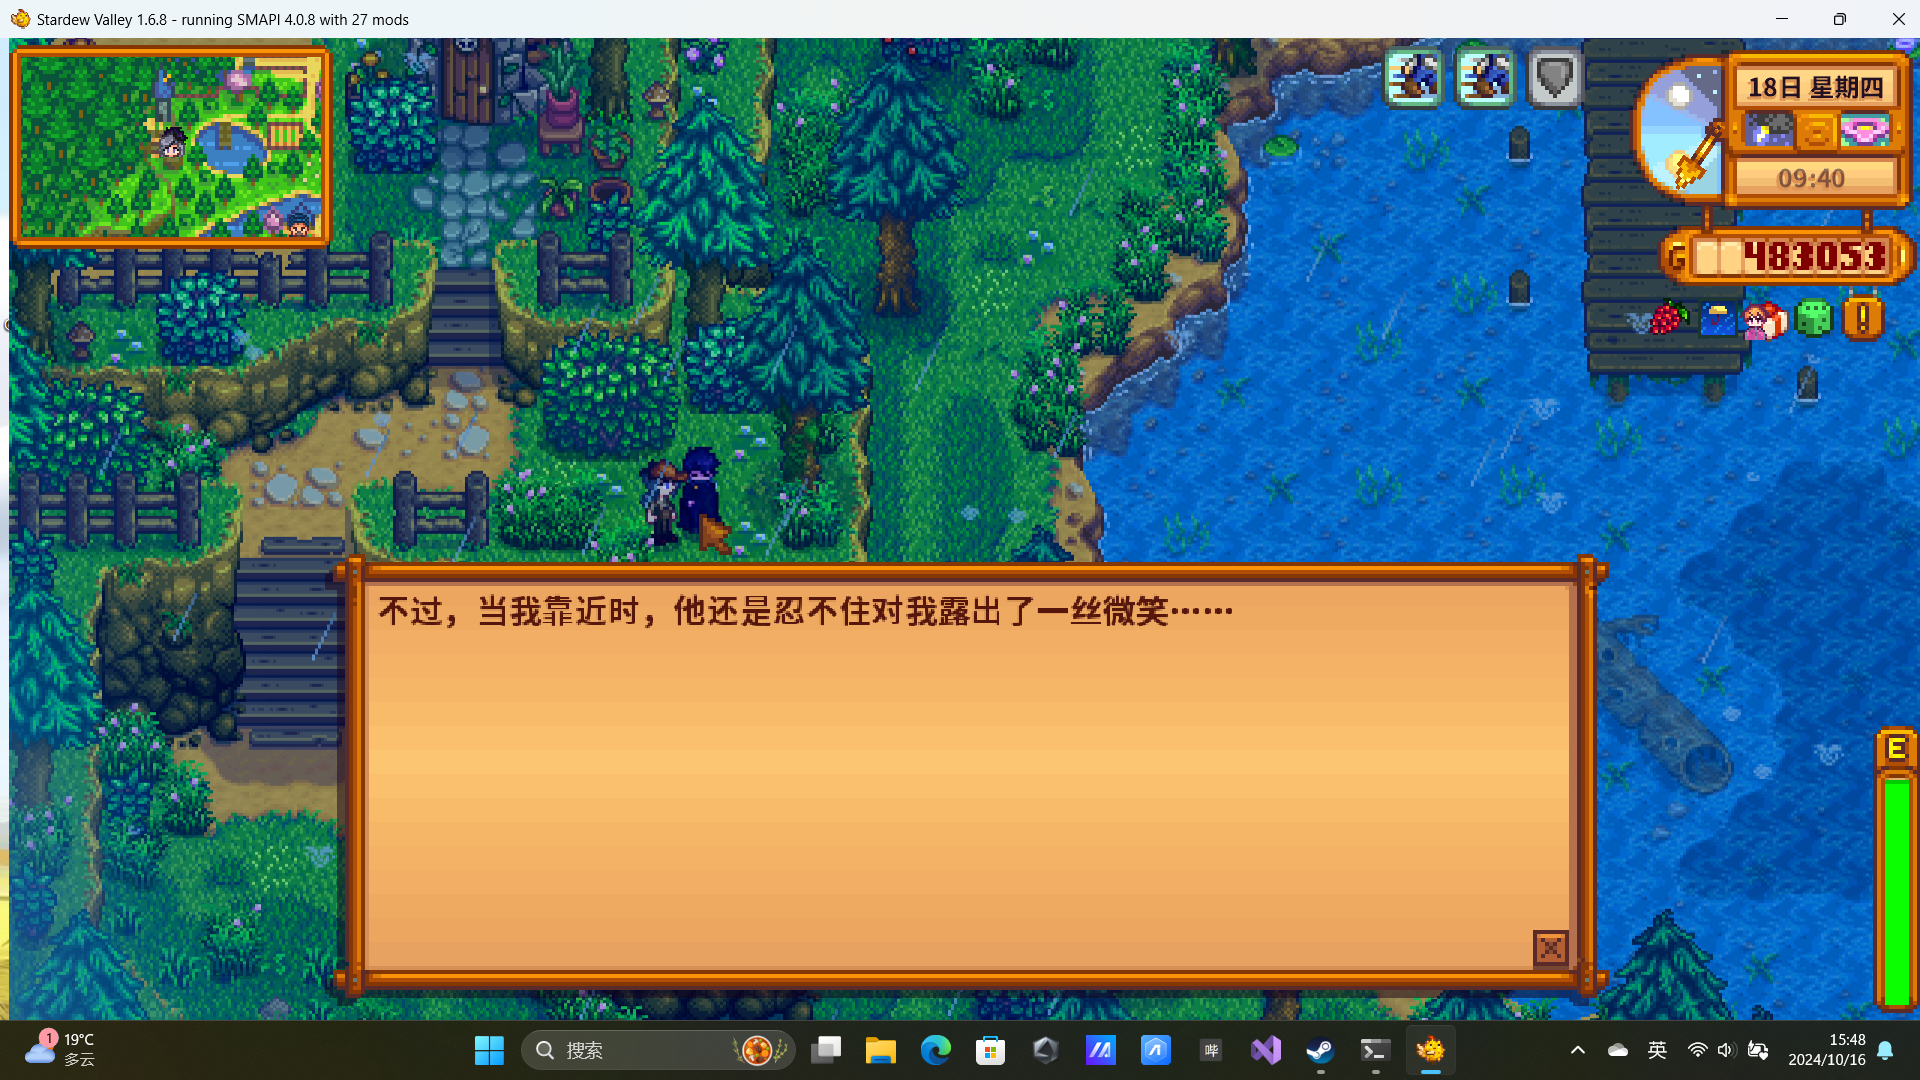 Stardew Valley 1.6.8 - running SMAPI 4.0.8 with 27 mods
18日 星期四
09:40
G
483053
不过，当我靠近时，他还是忍不住对我露出了一丝微笑……
E
1
19°C
多云
搜索
哔
英
15:48
2024/10/16